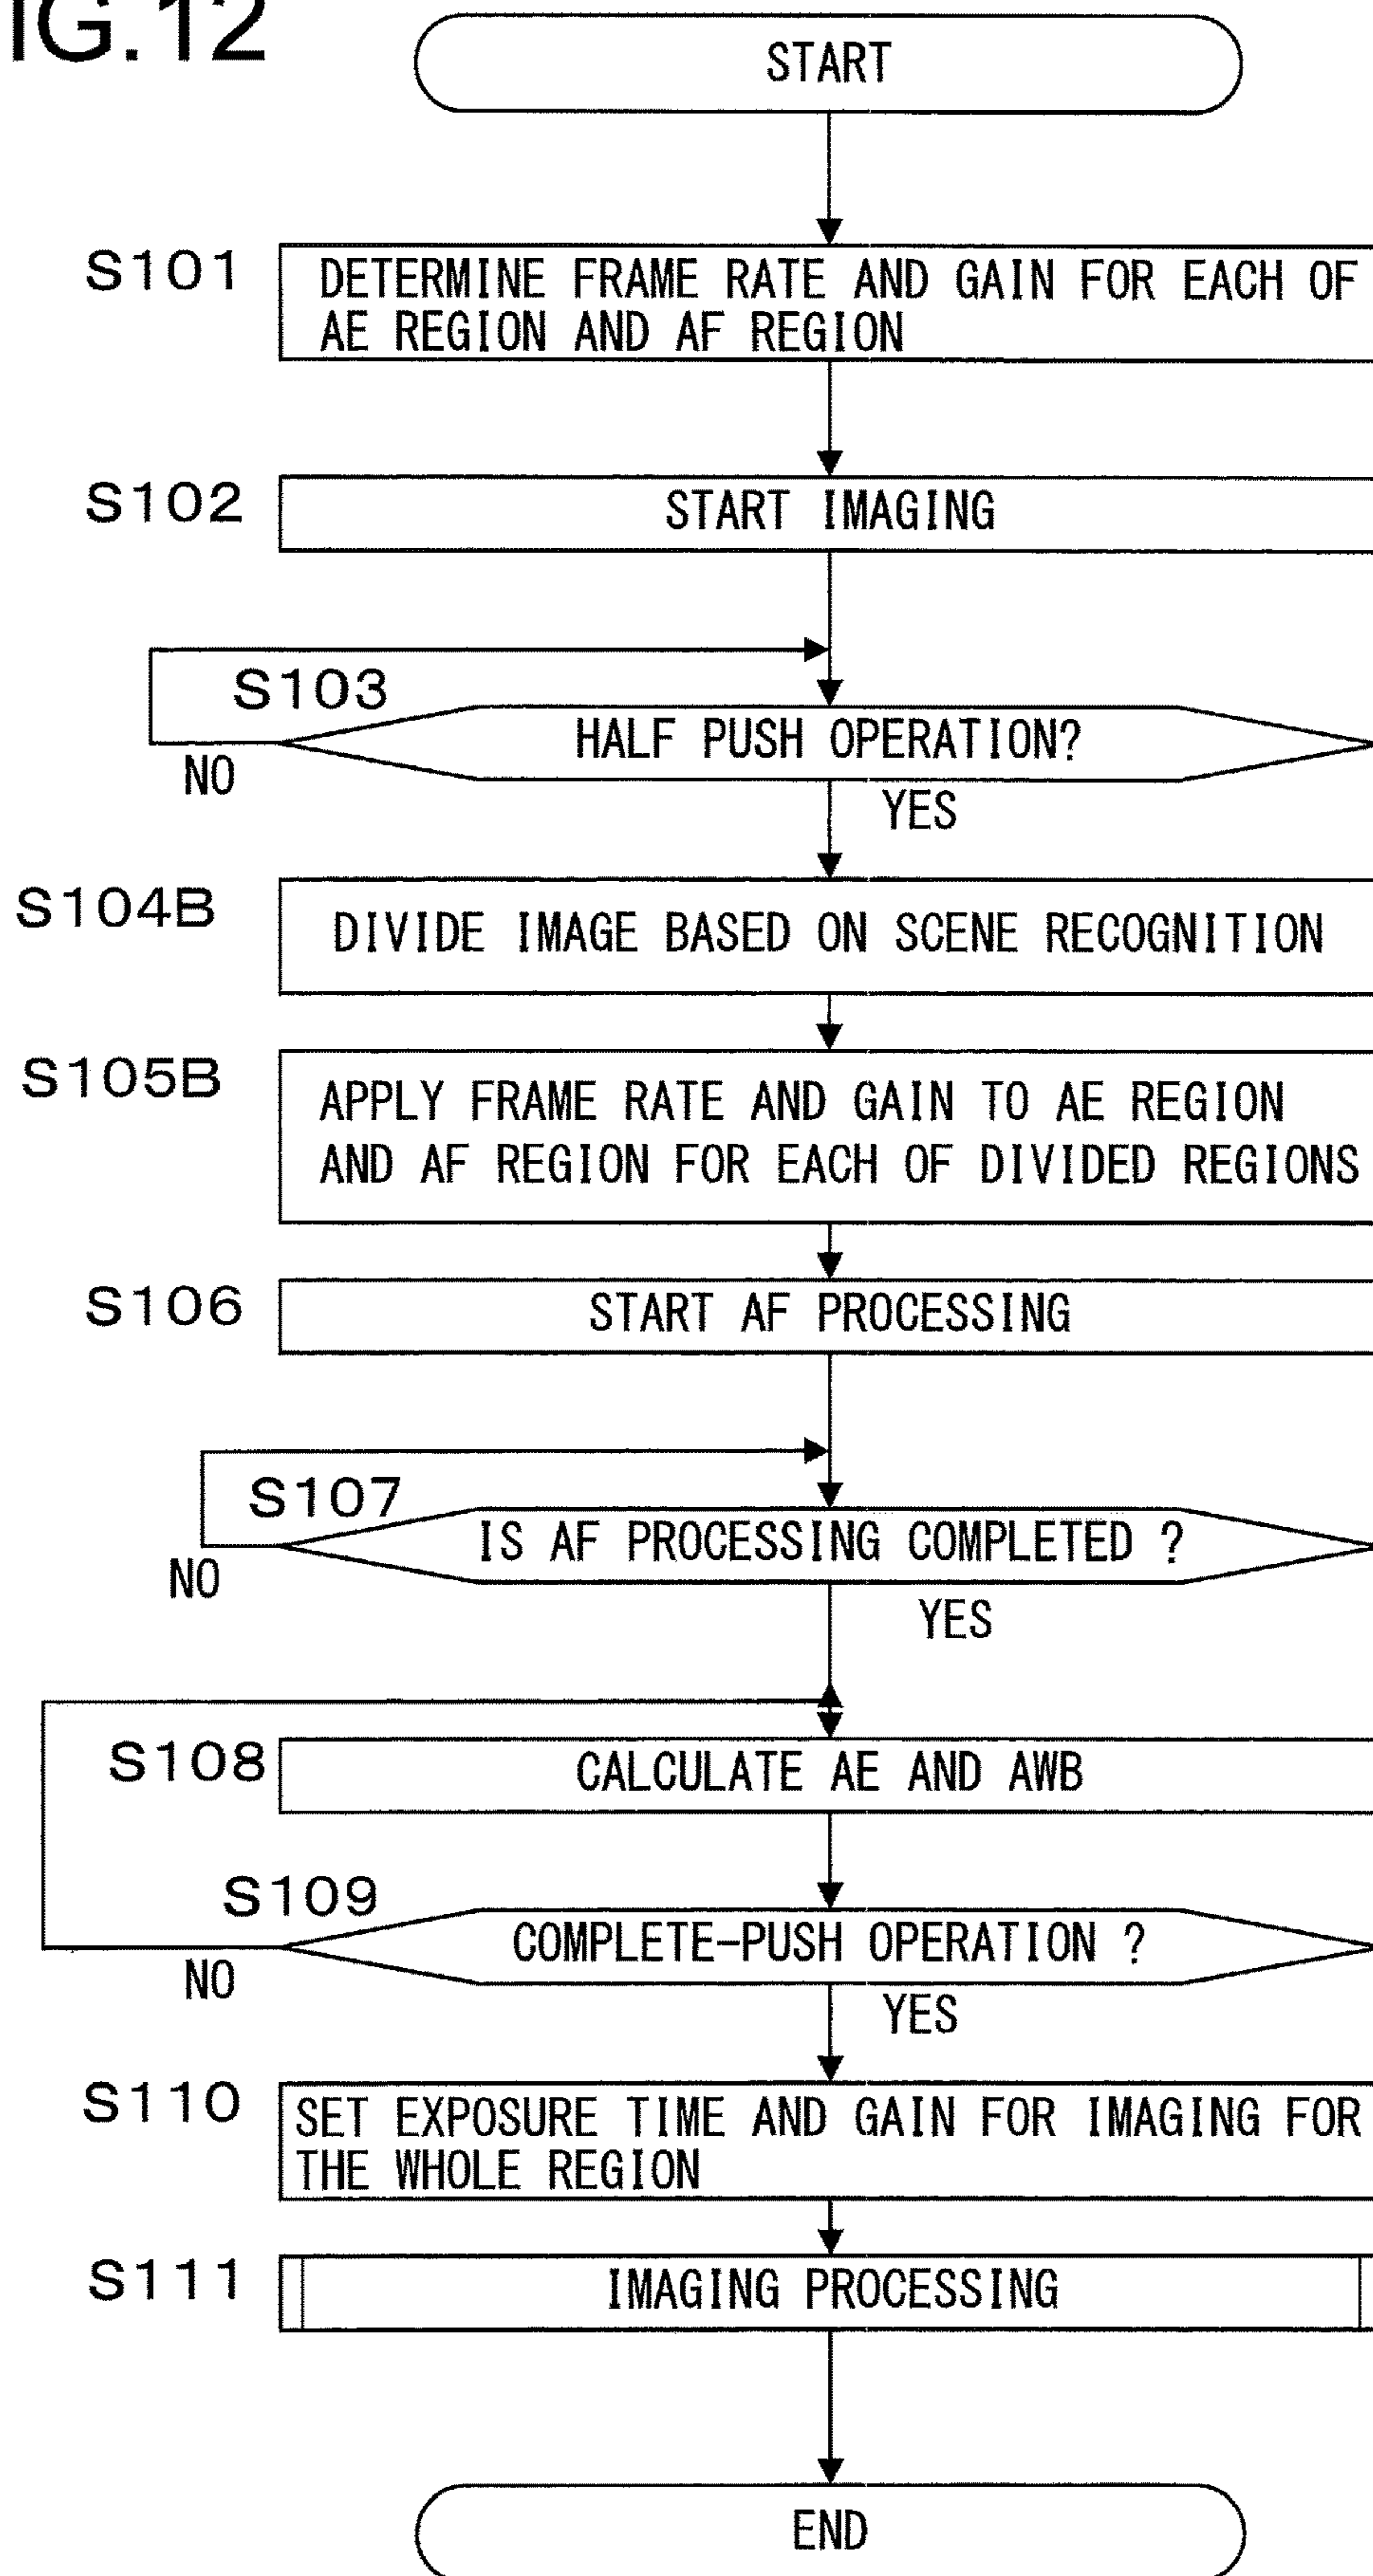 IG.12
START
S101
DETERMINE FRAME RATE AND GAIN FOR EACH OF
AE REGION AND AF REGION
S102
START IMAGING
S103
HALF PUSH OPERATION?
NO
YES
S104B
DIVIDE IMAGE BASED ON SCENE RECOGNITION
S105B
APPLY FRAME RATE AND GAIN TO AE REGION
AND AF REGION FOR EACH OF DIVIDED REGIONS
S106
START AF PROCESSING
S107
IS AF PROCESSING COMPLETED ?
NO
YES
S108
CALCULATE AE AND AWB
S109
COMPLETE-PUSH OPERATION ?
NO
YES
S110
SET EXPOSURE TIME AND GAIN FOR IMAGING FOR
THE WHOLE REGION
S111
IMAGING PROCESSING
END